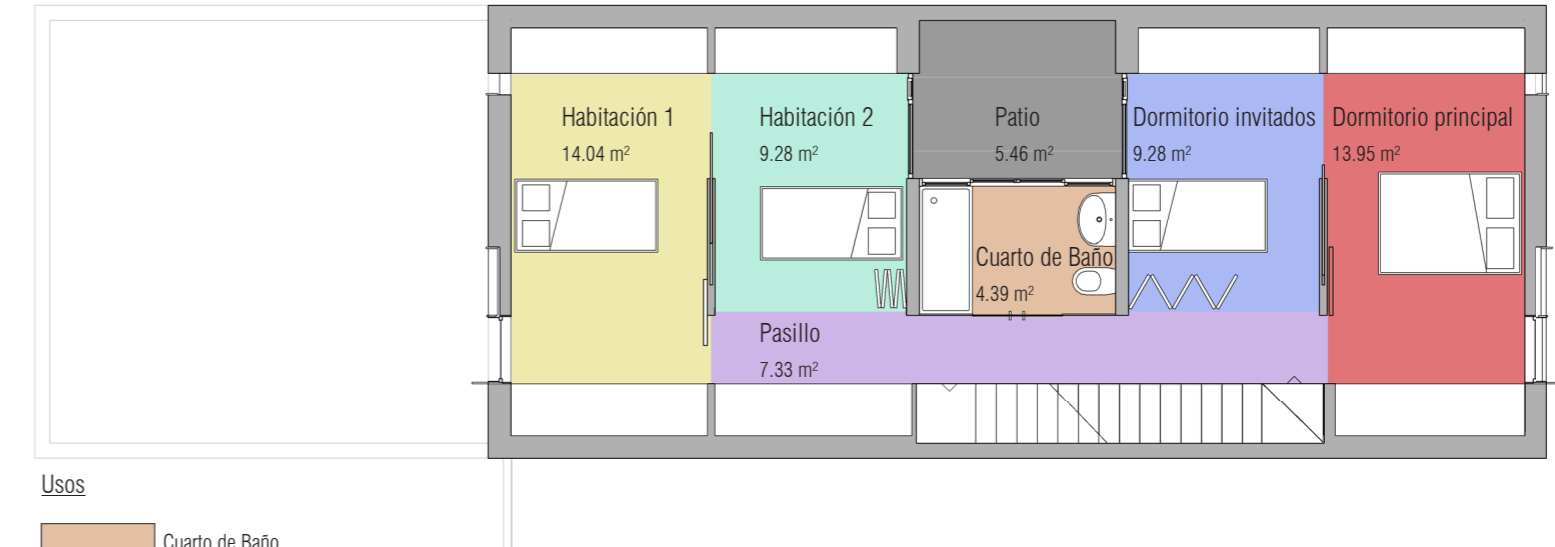 Habitación 1
14.04 m²
Habitación 2
9.28 m²
Patio
5.46 m²
Dormitorio invitados
9.28 m²
Dormitorio principal
13.95 m²
Cuarto de Baño
4.39 m²
Pasillo
7.33 m²
Usos
Cuarto de Baño